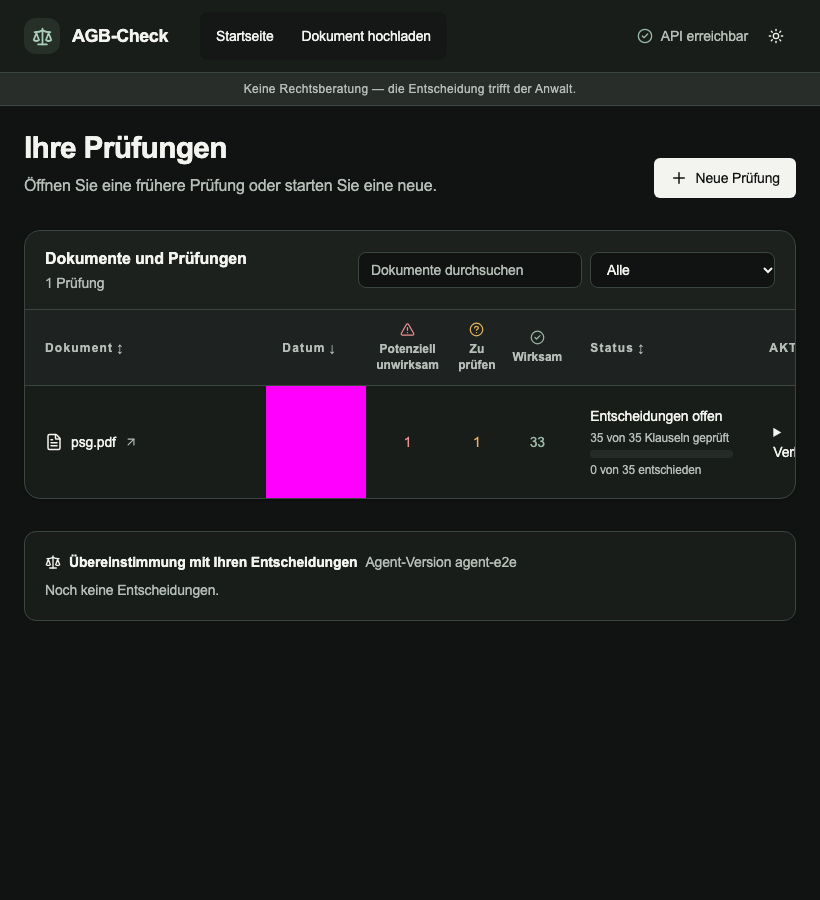 AGB-Check
Startseite
Dokument hochladen
API erreichbar
Keine Rechtsberatung — die Entscheidung trifft der Anwalt.
Ihre Prüfungen
Öffnen Sie eine frühere Prüfung oder starten Sie eine neue.
Neue Prüfung
Dokumente und Prüfungen
1 Prüfung
Dokumente durchsuchen
Alle
Dokument ↕
Datum ↓
Potenziell
unwirksam
Zu
prüfen
Wirksam
Status ↕
AKT
psg.pdf
1
1
33
Entscheidungen offen
35 von 35 Klauseln geprüft
0 von 35 entschieden
Übereinstimmung mit Ihren Entscheidungen Agent-Version agent-e2e
Noch keine Entscheidungen.